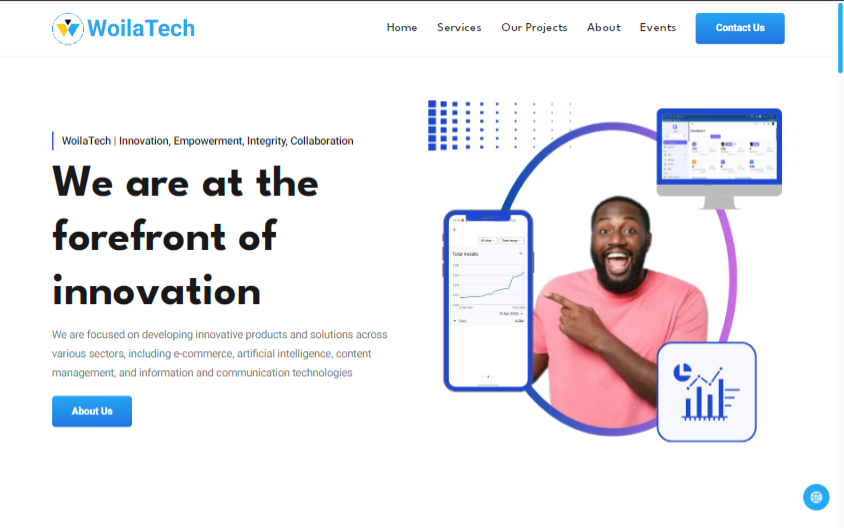 WoilaTech
Home Services Our Projects About Events Contact Us
WoilaTech | Innovation, Empowerment, Integrity, Collaboration
We are at the
forefront of
innovation
We are focused on developing innovative products and solutions across
various sectors, including e-commerce, artificial intelligence, content
management, and information and communication technologies
About Us
Total installs